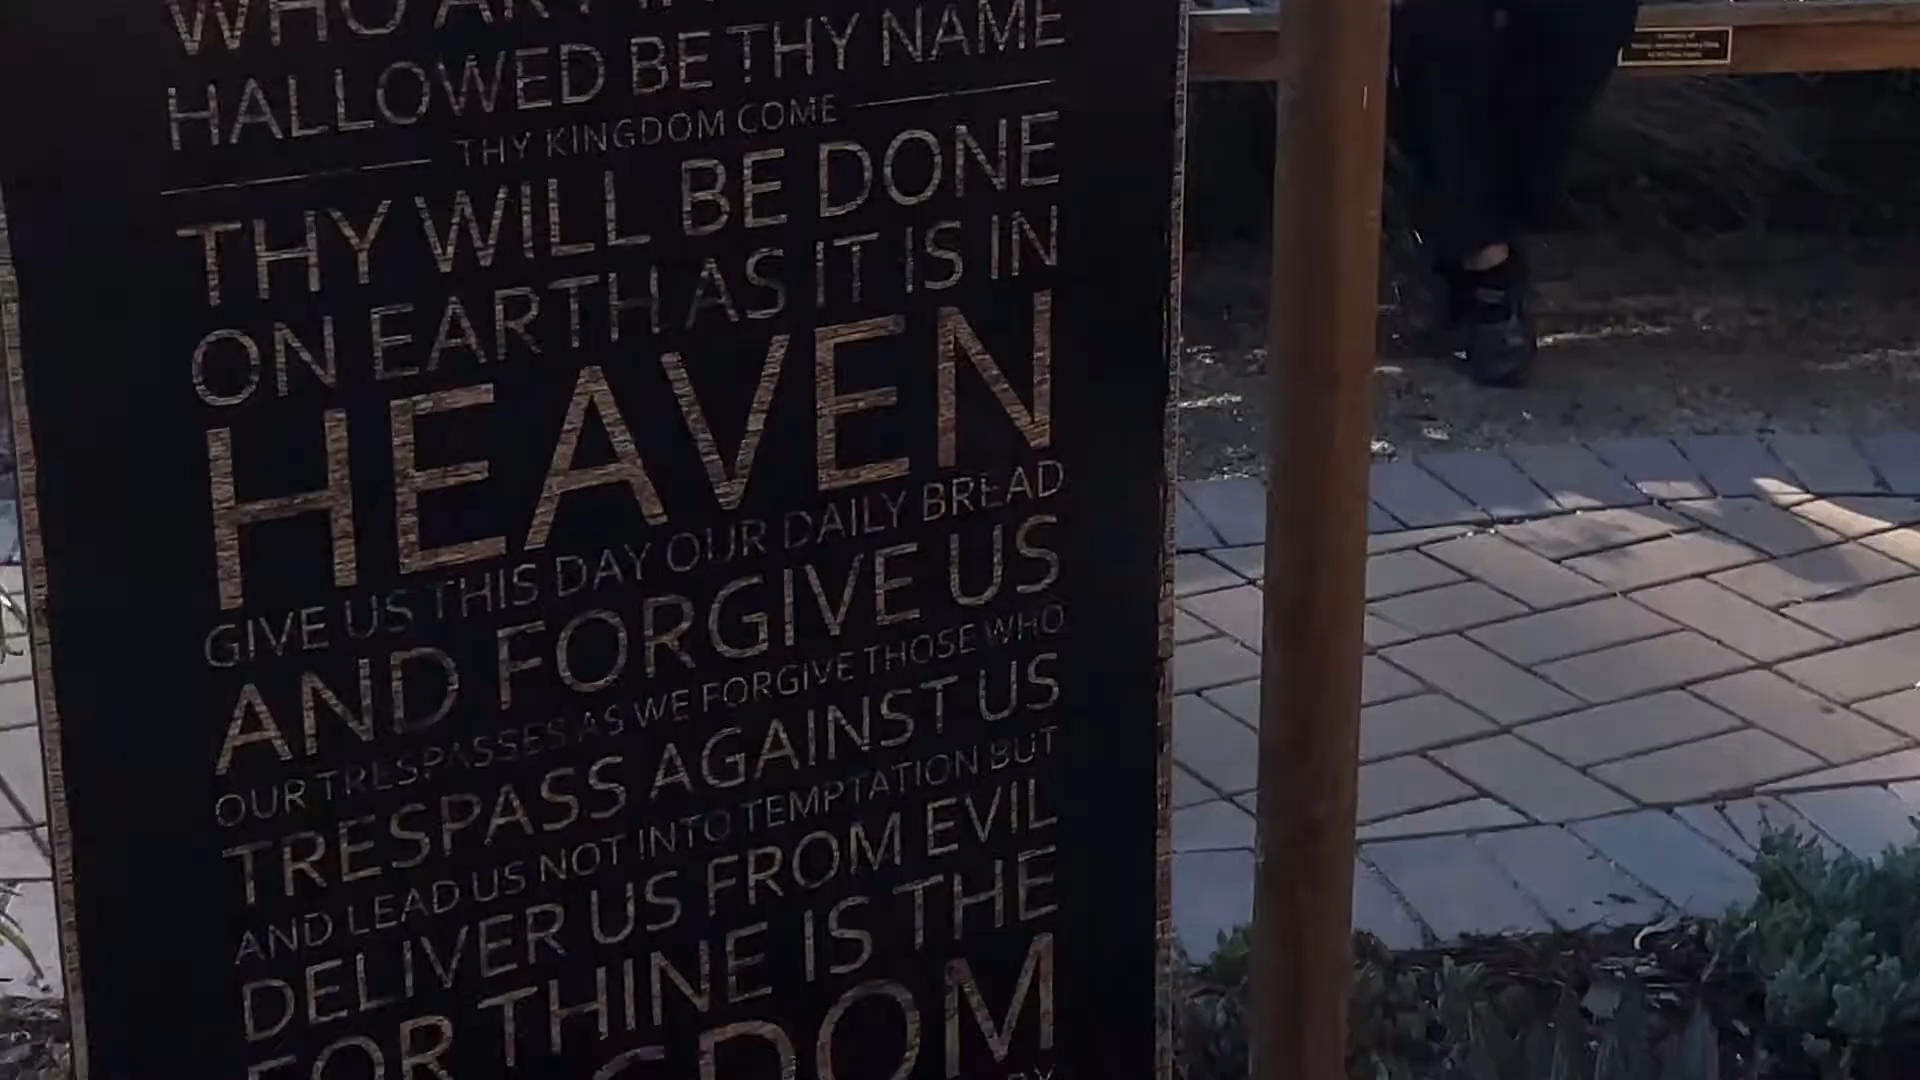 WHO ART IN
HALLOWED BE THY NAME
THY KINGDOM COME
THY WILL BE DONE
ON EARTH AS IT IS IN
HEAVEN
GIVE US THIS DAY OUR DAILY BREAD
AND FORGIVE US
OUR TRESPASSES AS WE FORGIVE THOSE WHO
TRESPASS AGAINST US
AND LEAD US NOT INTO TEMPTATION BUT
DELIVER US FROM EVIL
FOR THINE IS THE